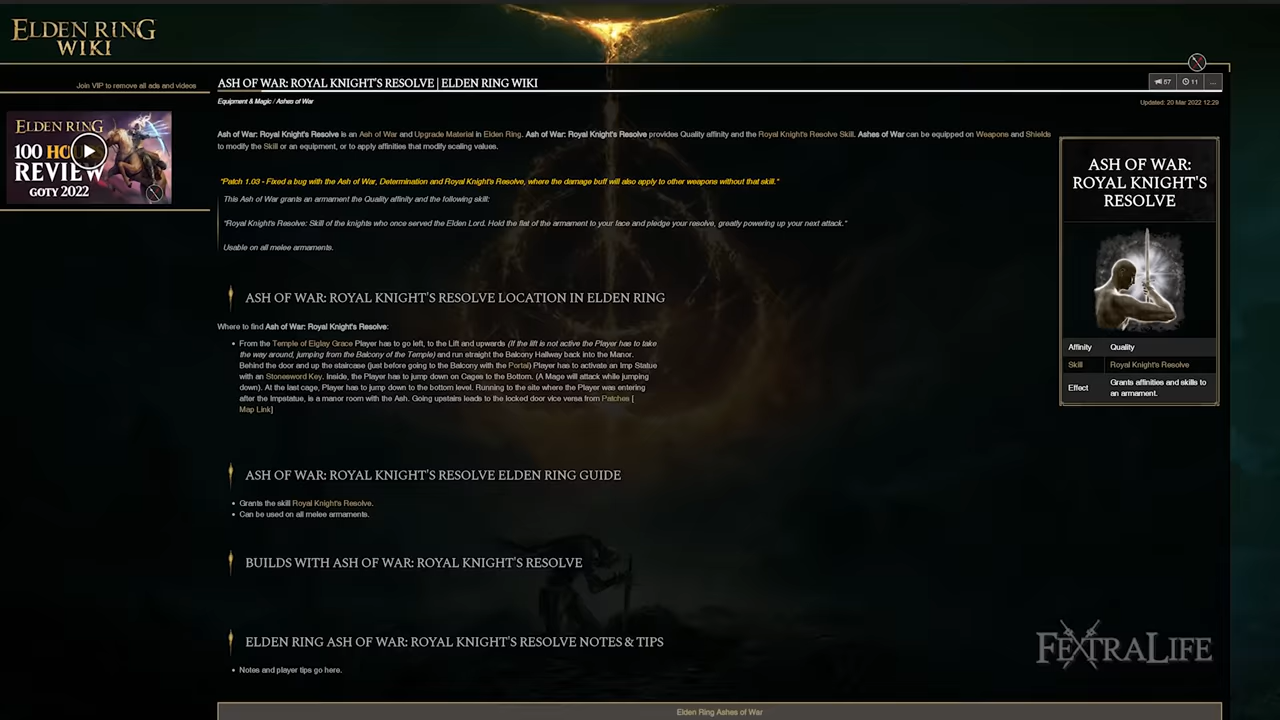 ELDEN RING
WIKI
Join VIP to remove all ads and videos
ELDEN RING
100 HO
REVIEW
GOTY 2022
ASH OF WAR: ROYAL KNIGHT'S RESOLVE | ELDEN RING WIKI
67
11
...
Equipment & Magic / Ashes of War
Updated: 20 Mar 2022 12:29
Ash of War: Royal Knight's Resolve is an Ash of War and Upgrade Material in Elden Ring. Ash of War: Royal Knight's Resolve provides Quality affinity and the Royal Knight's Resolve Skill. Ashes of War can be equipped on Weapons and Shields
to modify the Skill or an equipment, or to apply affinities that modify scaling values.
"Patch 1.03 - Fixed a bug with the Ash of War, Determination and Royal Knight's Resolve, where the damage buff will also apply to other weapons without that skill."
This Ash of War grants an armament the Quality affinity and the following skill:
"Royal Knight's Resolve: Skill of the knights who once served the Elden Lord. Hold the flat of the armament to your face and pledge your resolve, greatly powering up your next attack."
Usable on all melee armaments.
ASH OF WAR: ROYAL KNIGHT'S RESOLVE LOCATION IN ELDEN RING
Where to find Ash of War: Royal Knight's Resolve:
• From the Temple of Eiglay Grace Player has to go left, to the Lift and upwards (If the lift is not active the Player has to take
the way around, jumping from the Balcony of the Temple) and run straight the Balcony Hallway back into the Manor.
Behind the door and up the staircase (just before going to the Balcony with the Portal) Player has to activate an Imp Statue
with an Stonesword Key. Inside, the Player has to jump down on Cages to the Bottom. (A Mage will attack while jumping
down). At the last cage, Player has to jump down to the bottom level. Running to the site where the Player was entering
after the Impstatue, is a manor room with the Ash. Going upstairs leads to the locked door vice versa from Patches [
Map Link]
ASH OF WAR: ROYAL KNIGHT'S RESOLVE ELDEN RING GUIDE
• Grants the skill Royal Knight's Resolve.
• Can be used on all melee armaments.
BUILDS WITH ASH OF WAR: ROYAL KNIGHT'S RESOLVE
ELDEN RING ASH OF WAR: ROYAL KNIGHT'S RESOLVE NOTES & TIPS
• Notes and player tips go here.
Elden Ring Ashes of War
ASH OF WAR:
ROYAL KNIGHT'S
RESOLVE
Affinity Quality
Skill Royal Knight's Resolve
Effect Grants affinities and skills to
an armament.
FEXTRALIFE